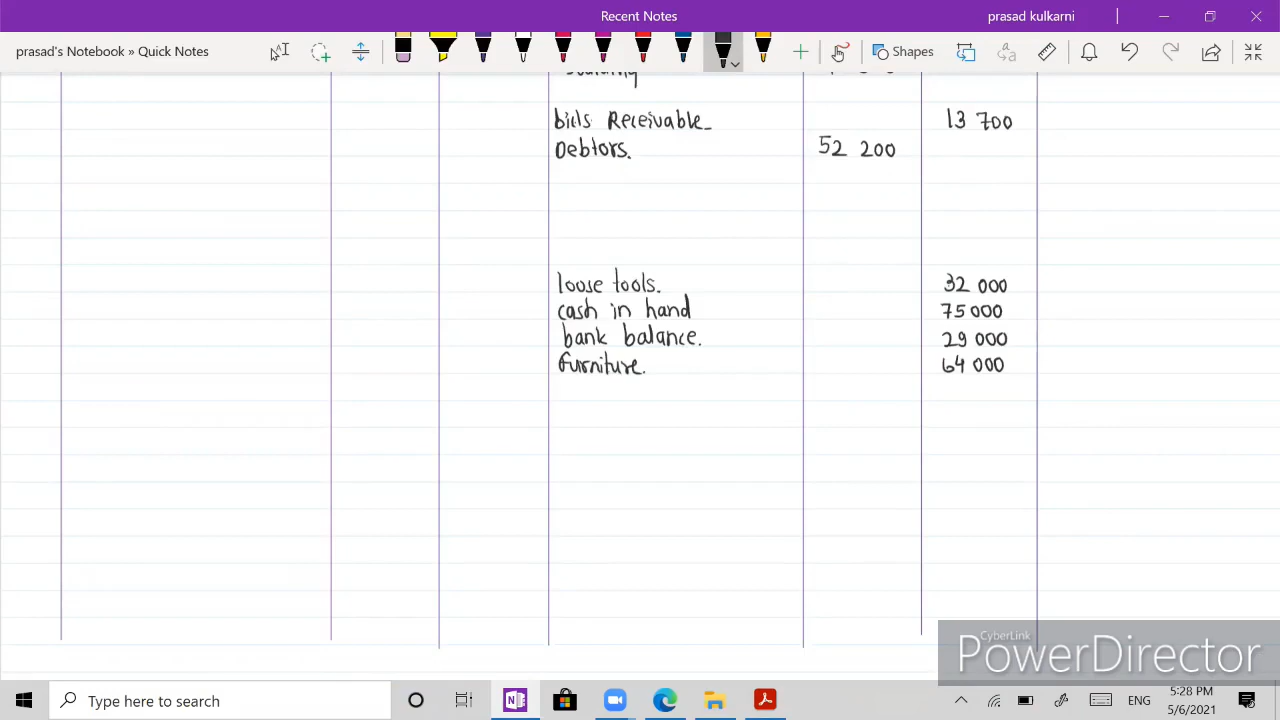 Recent Notes
prasad kulkarni
prasad's Notebook » Quick Notes
Shapes
bills Receivable 13 700
Debtors. 52 200
loose tools. 32 000
cash in hand 75000
bank balance. 29 000
furniture. 64 000
CyberLink
PowerDirector
Type here to search
ENG
5:28 PM
5/6/2021